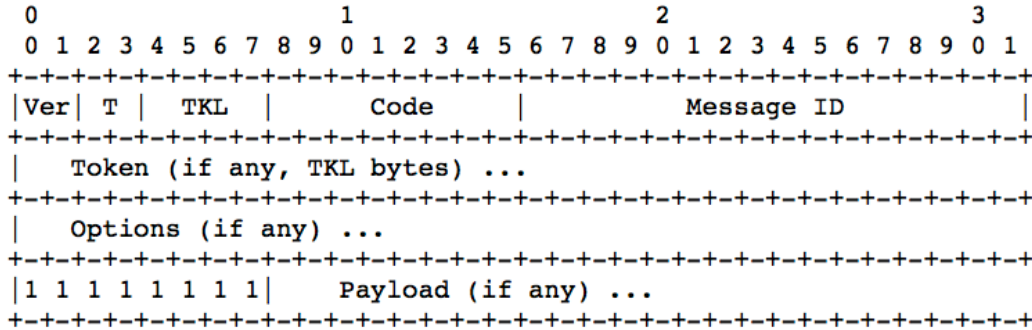 0                   1                   2                   3
 0 1 2 3 4 5 6 7 8 9 0 1 2 3 4 5 6 7 8 9 0 1 2 3 4 5 6 7 8 9 0 1
+-+-+-+-+-+-+-+-+-+-+-+-+-+-+-+-+-+-+-+-+-+-+-+-+-+-+-+-+-+-+-+-+
|Ver| T |  TKL  |      Code     |          Message ID           |
+-+-+-+-+-+-+-+-+-+-+-+-+-+-+-+-+-+-+-+-+-+-+-+-+-+-+-+-+-+-+-+-+
|   Token (if any, TKL bytes) ...
+-+-+-+-+-+-+-+-+-+-+-+-+-+-+-+-+-+-+-+-+-+-+-+-+-+-+-+-+-+-+-+-+
|   Options (if any) ...
+-+-+-+-+-+-+-+-+-+-+-+-+-+-+-+-+-+-+-+-+-+-+-+-+-+-+-+-+-+-+-+-+
|1 1 1 1 1 1 1 1|    Payload (if any) ...
+-+-+-+-+-+-+-+-+-+-+-+-+-+-+-+-+-+-+-+-+-+-+-+-+-+-+-+-+-+-+-+-+